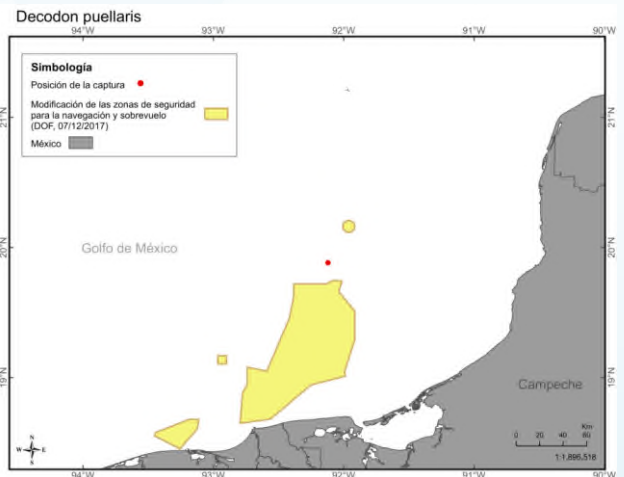 Decodon puellaris
94°W
93°W
92°W
91°W
90°W
Simbología
Posición de la captura
Modificación de las zonas de seguridad
para la navegación y sobrevuelo
(DOF, 07/12/2017)
México
21°N
21°N
Golfo de México
20°N
20°N
19°N
19°N
Campeche
N
W E
S
Km
0 20 40 80
1:1,895,516
94°W
93°W
92°W
91°W
90°W